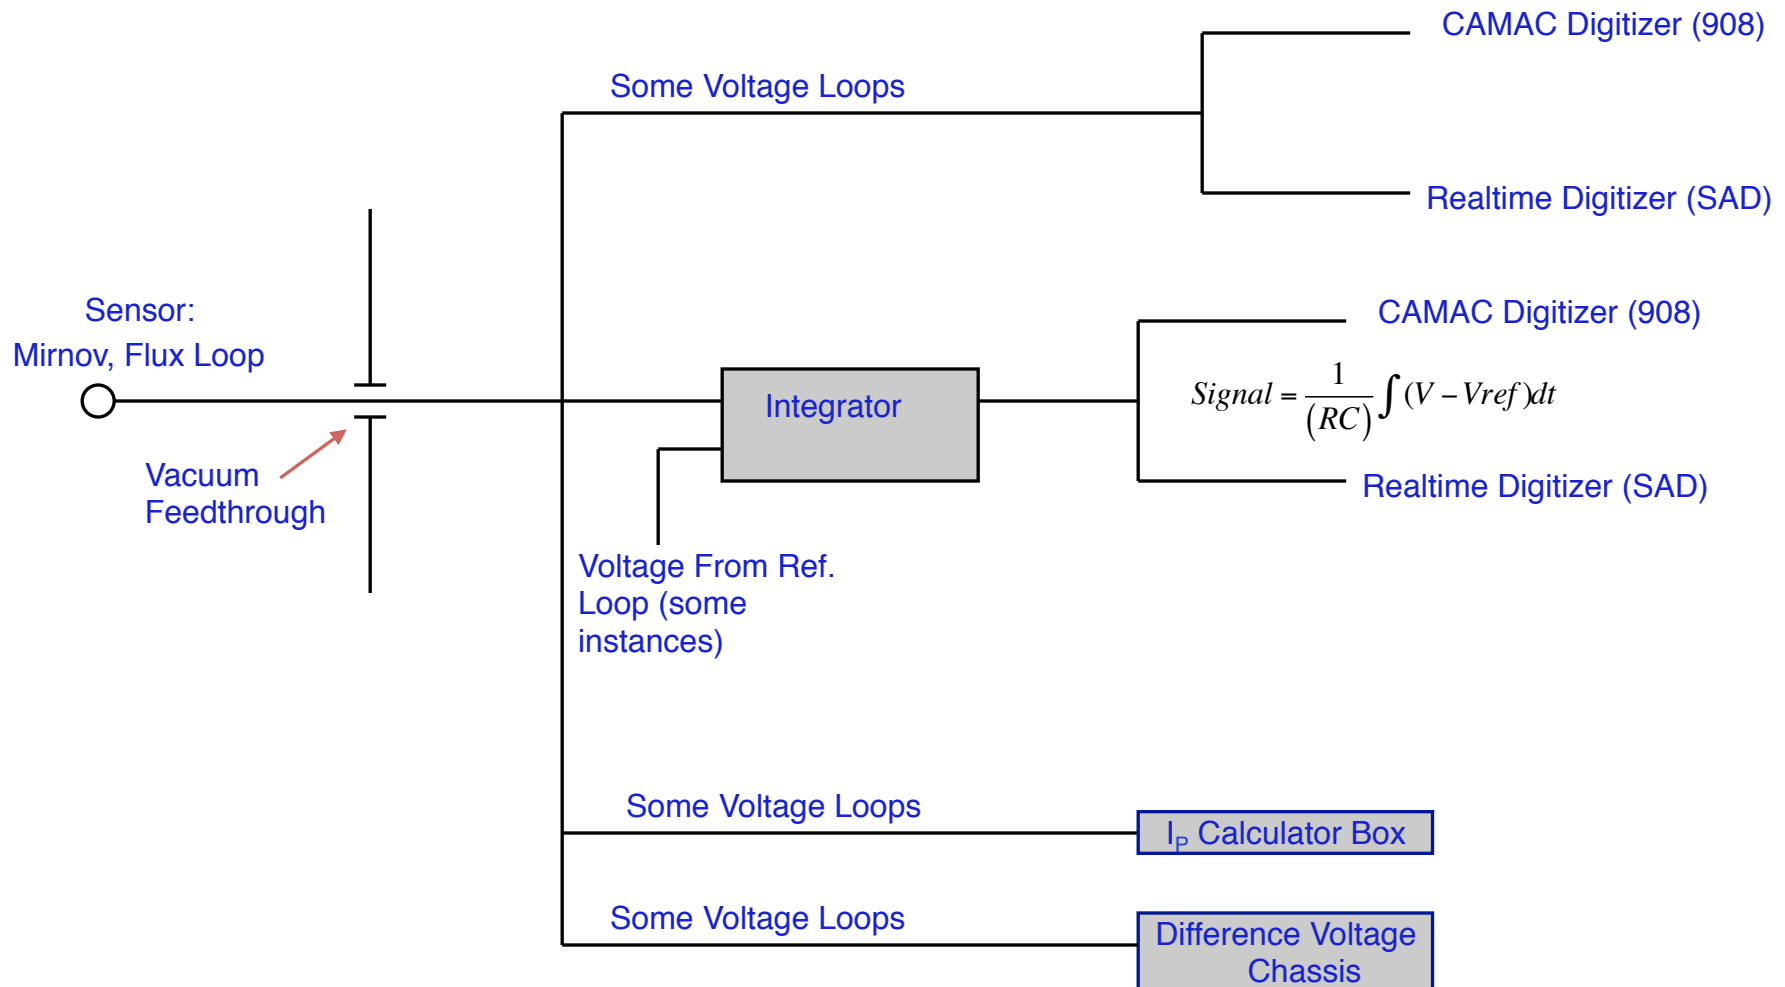 CAMAC Digitizer (908)
Some Voltage Loops
Realtime Digitizer (SAD)
Sensor:
Mirnov, Flux Loop
CAMAC Digitizer (908)
Integrator
Signal = 1/(RC) ∫ (V − Vref)dt
Vacuum
Feedthrough
Realtime Digitizer (SAD)
Voltage From Ref.
Loop (some
instances)
Some Voltage Loops
I_P Calculator Box
Some Voltage Loops
Difference Voltage
Chassis